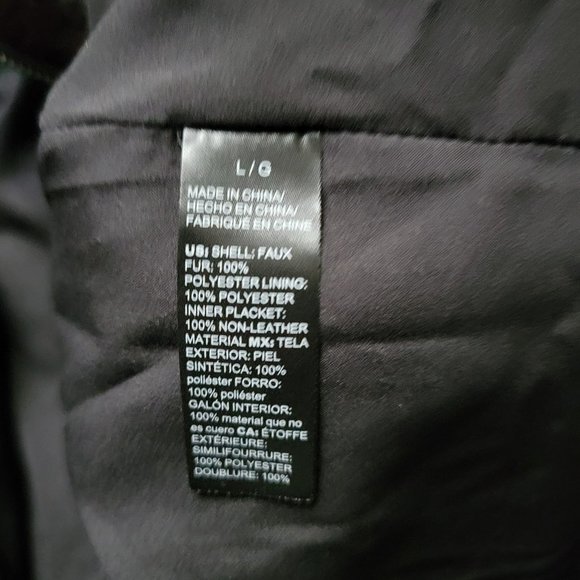 L/G
MADE IN CHINA/
HECHO EN CHINA/
FABRIQUÉ EN CHINE
US: SHELL: FAUX
FUR: 100%
POLYESTER LINING:
100% POLYESTER
INNER PLACKET:
100% NON-LEATHER
MATERIAL MX: TELA
EXTERIOR: PIEL
SINTÉTICA: 100%
poliéster FORRO:
100% poliéster
GALÓN INTERIOR:
100% material que no
es cuero CA: ÉTOFFE
EXTÉRIEURE:
SIMILIFOURRURE:
100% POLYESTER
DOUBLURE: 100%